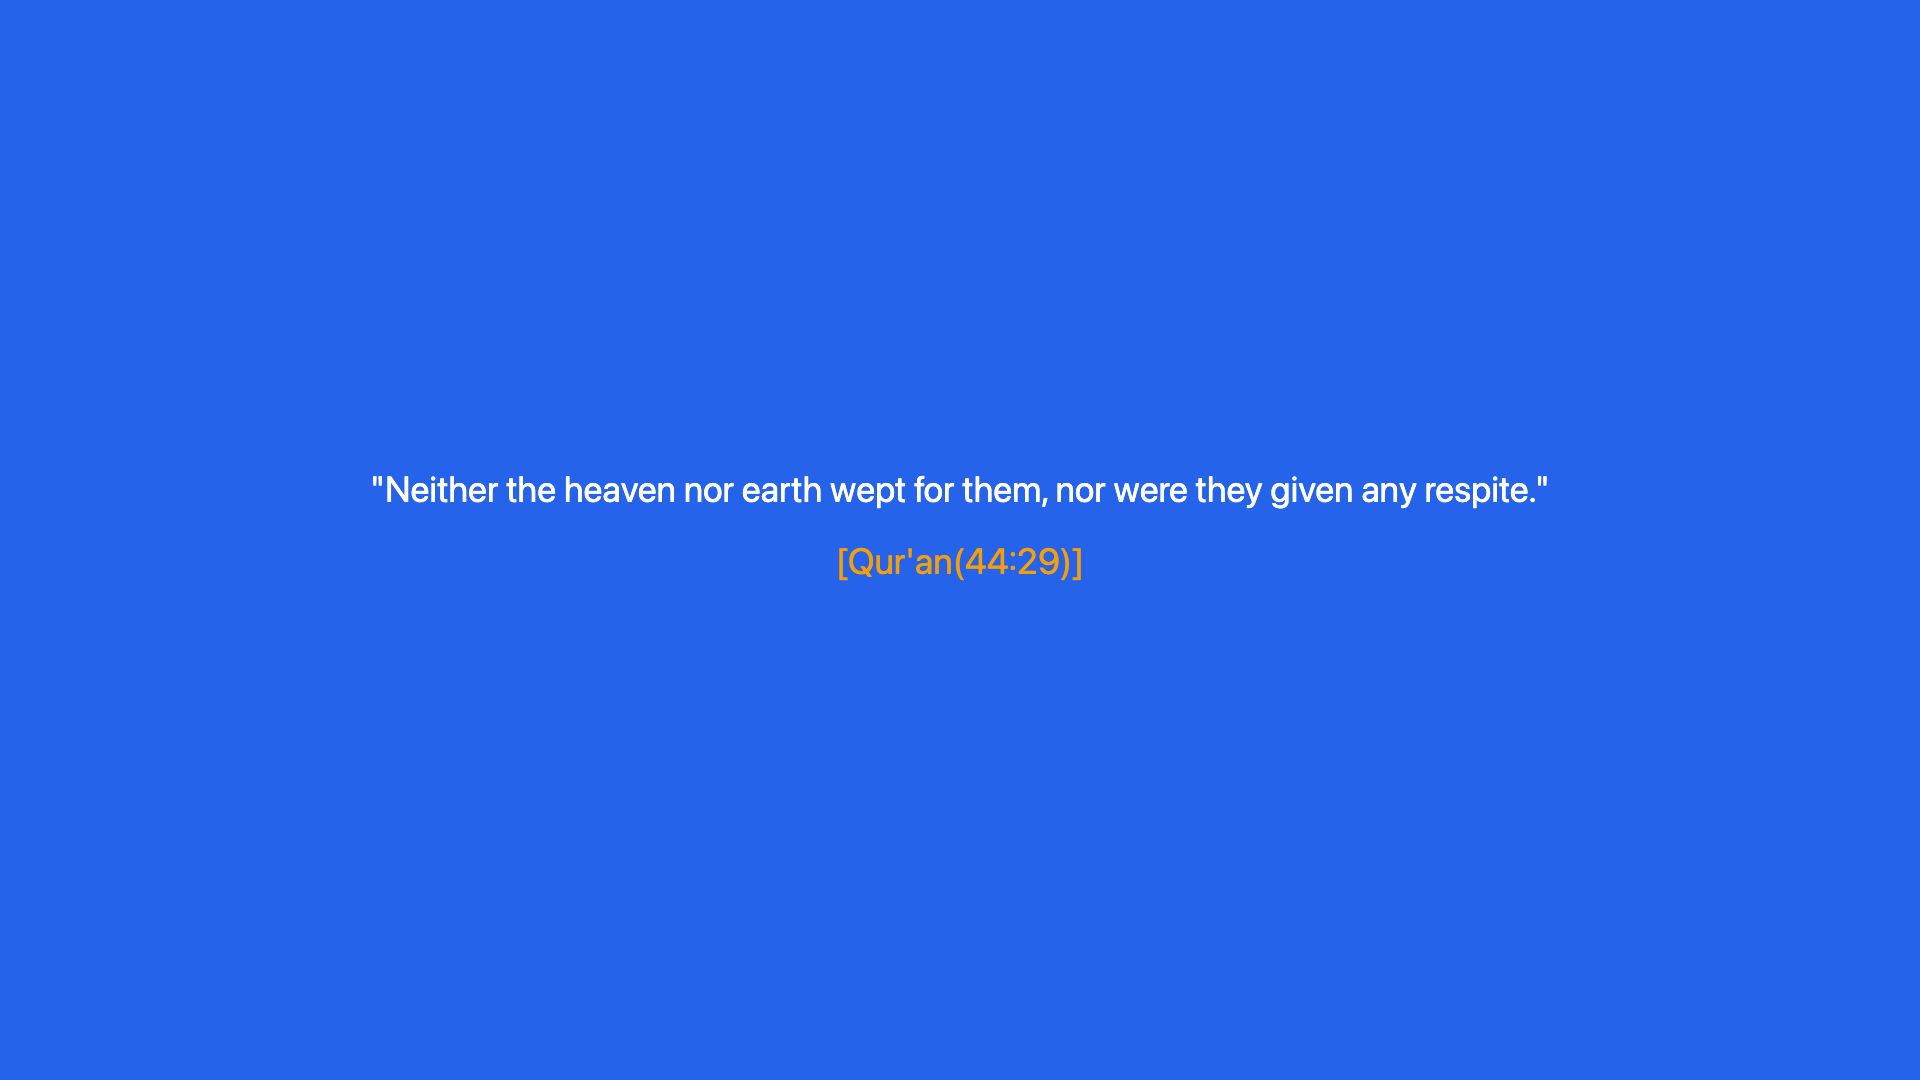 "Neither the heaven nor earth wept for them, nor were they given any respite."
[Qur'an(44:29)]